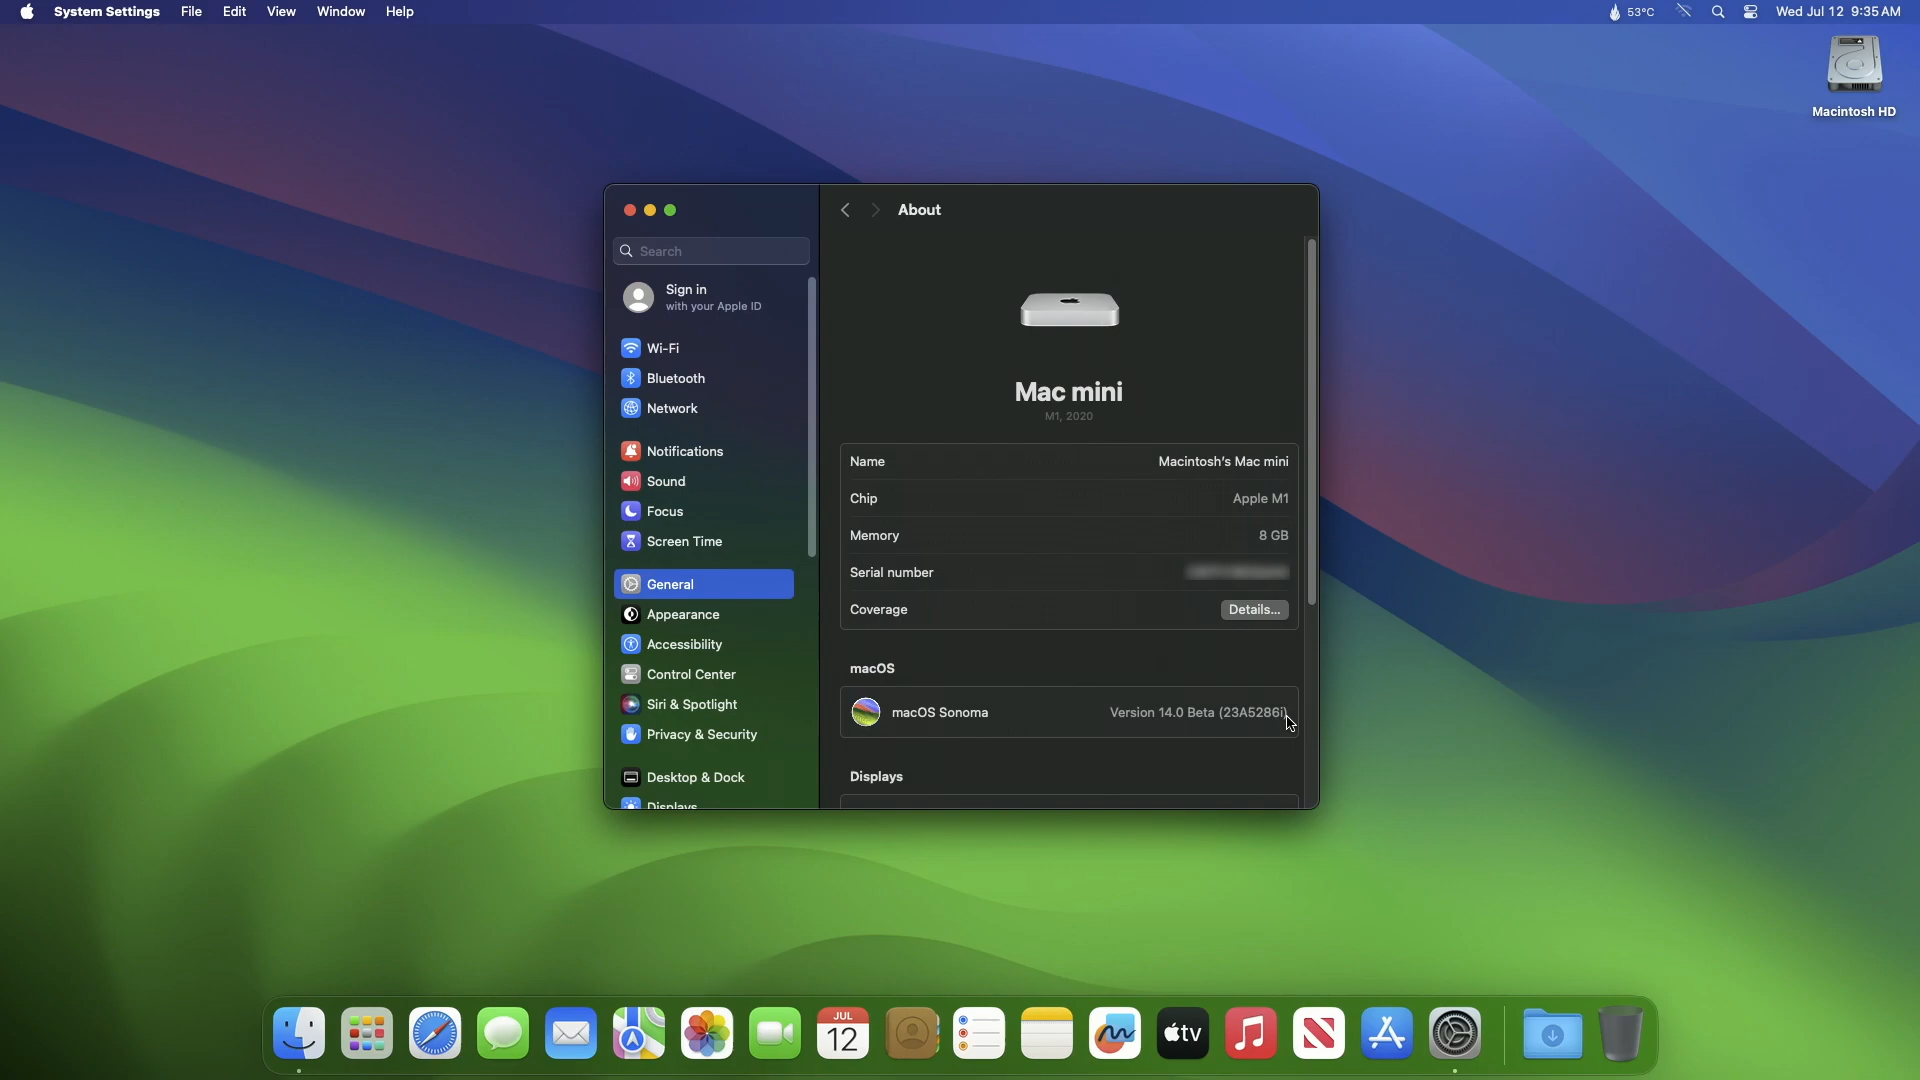 System Settings File Edit View Window Help 53°C Wed Jul 12 9:35 AM
Macintosh HD
Search
Sign in
with your Apple ID
Wi-Fi
Bluetooth
Network
Notifications
Sound
Focus
Screen Time
General
Appearance
Accessibility
Control Center
Siri & Spotlight
Privacy & Security
Desktop & Dock
Displays
About
Mac mini
M1, 2020
Name Macintosh's Mac mini
Chip Apple M1
Memory 8 GB
Serial number
Coverage Details...
macOS
macOS Sonoma Version 14.0 Beta (23A5286i)
Displays
JUL
12
tv